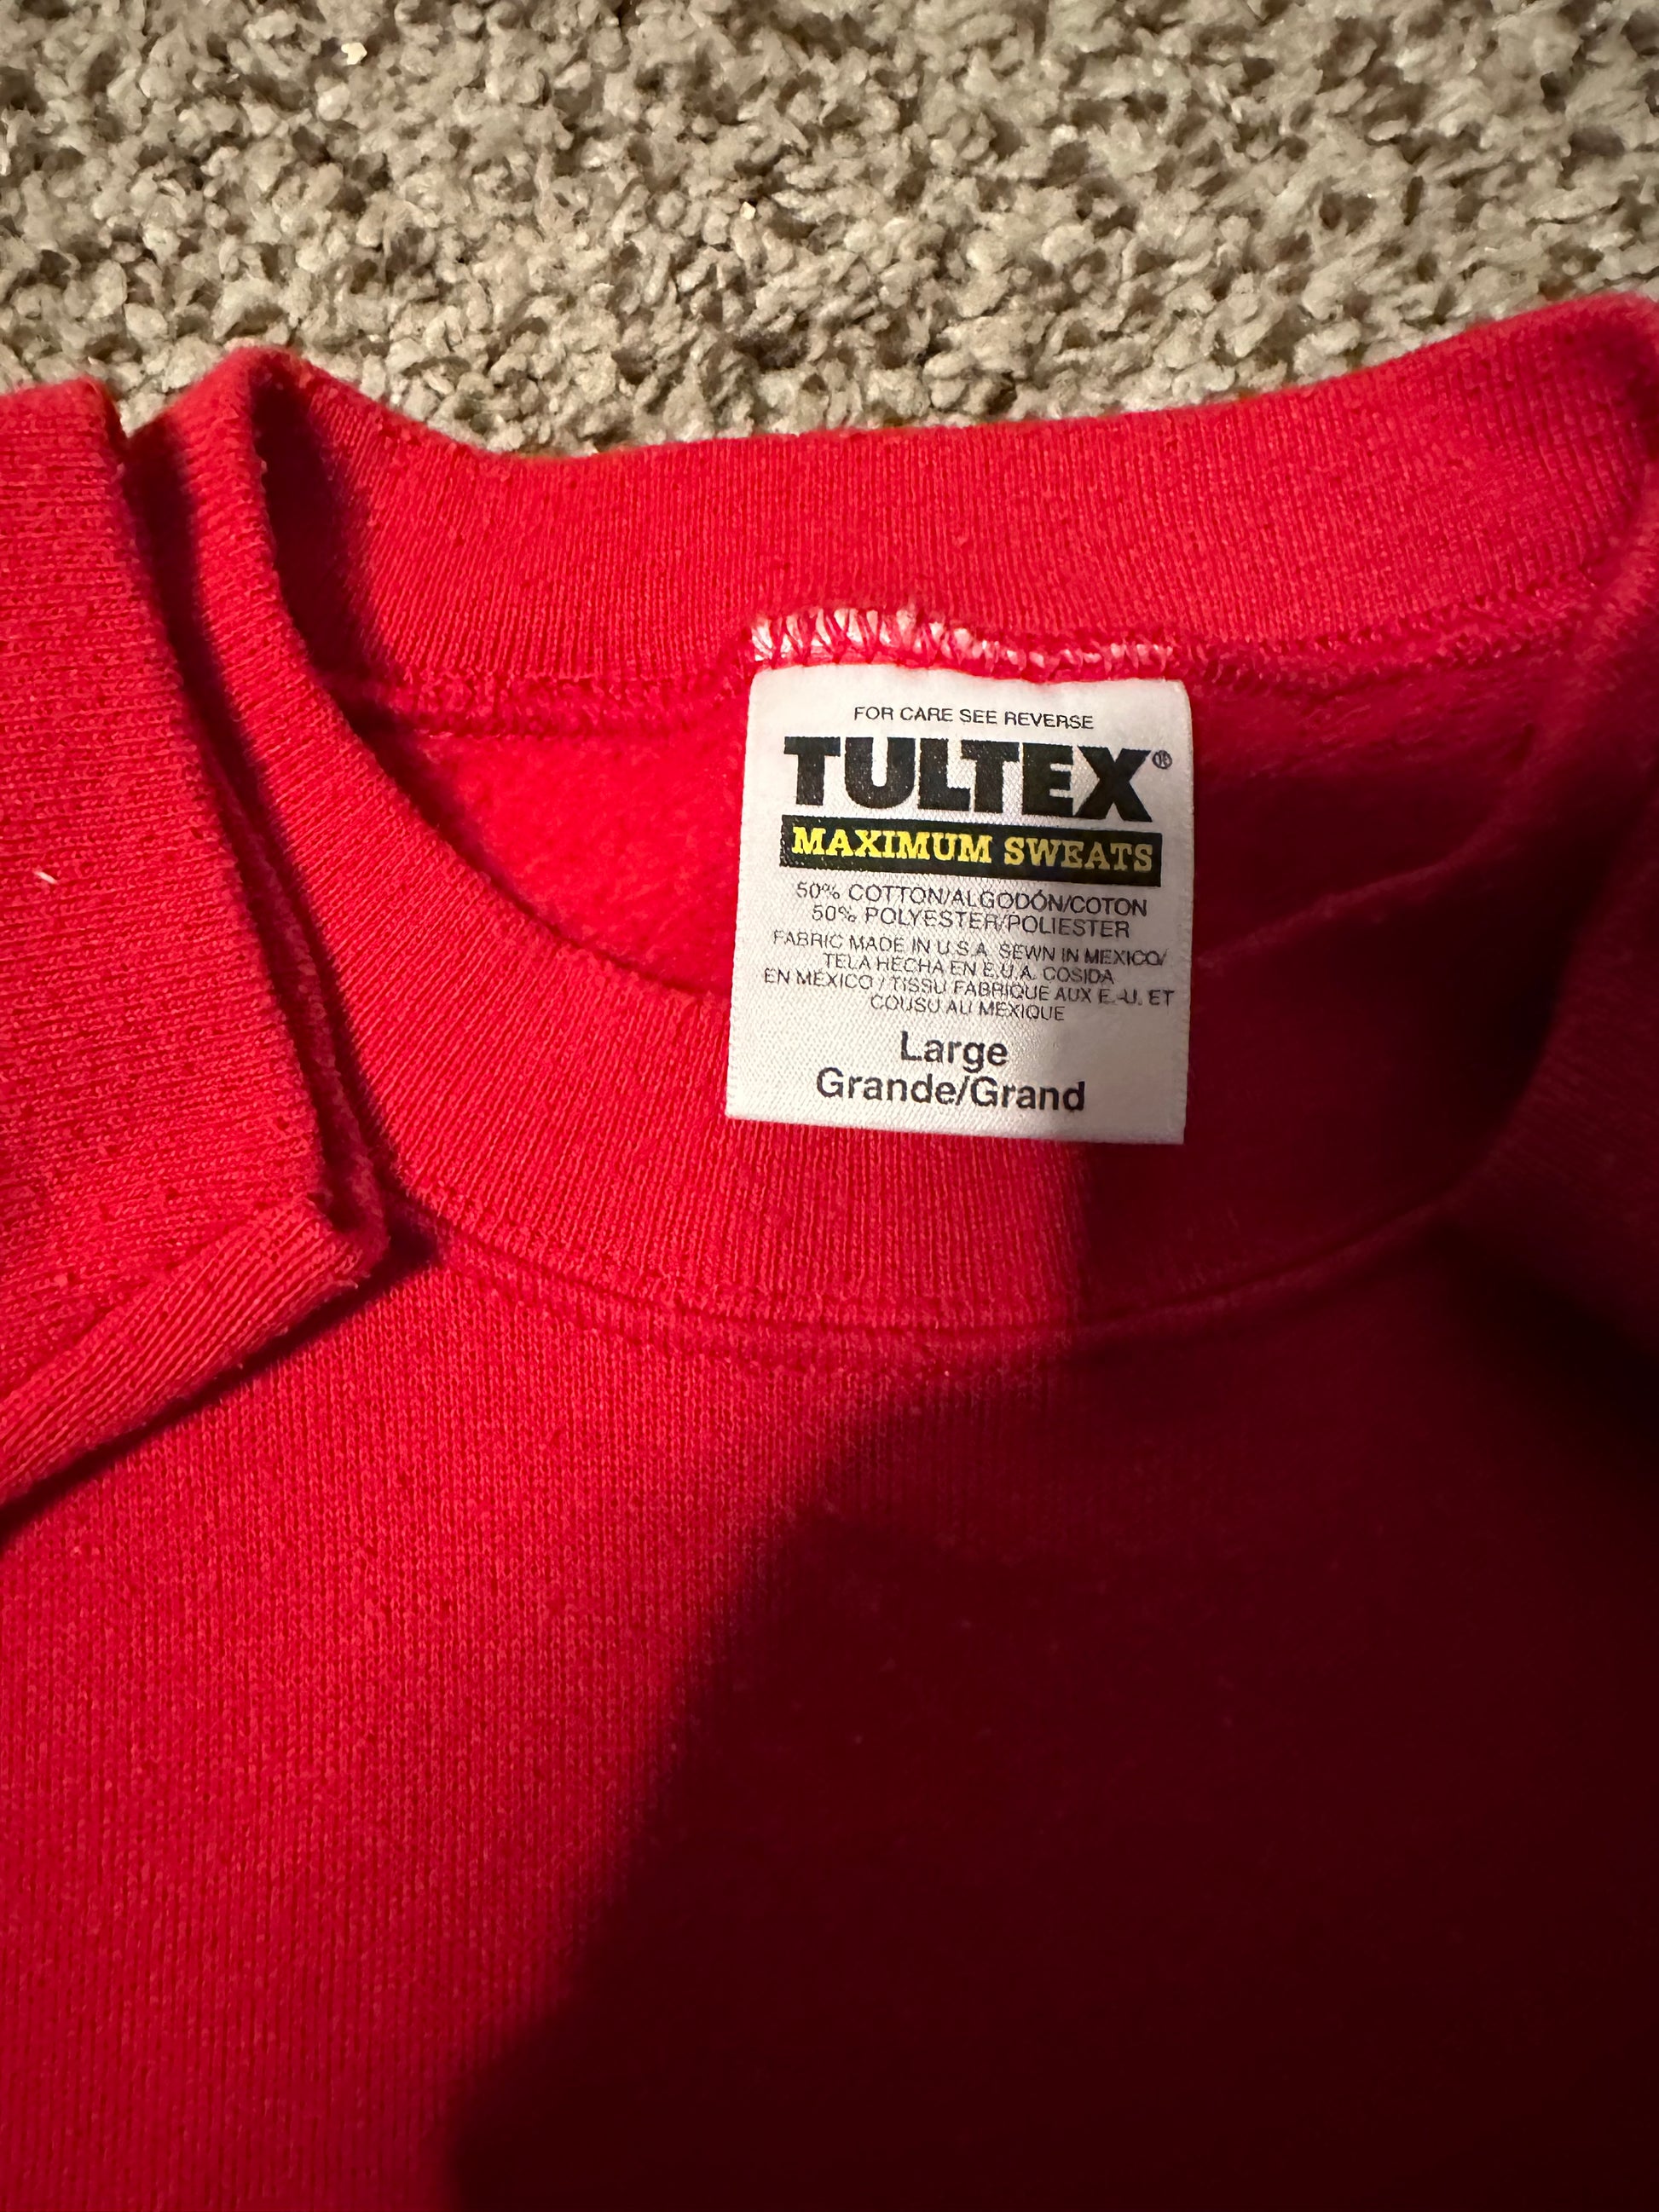 FOR CARE SEE REVERSE
TULTEX®
MAXIMUM SWEATS
50% COTTON/ALGODÓN/COTON
50% POLYESTER/POLIESTER
FABRIC MADE IN U.S.A. SEWN IN MEXICO/
TELA HECHA EN E.U.A. COSIDA
EN MÉXICO / TISSU FABRIQUE AUX E.-U. ET
COUSU AU MEXIQUE
Large
Grande/Grand